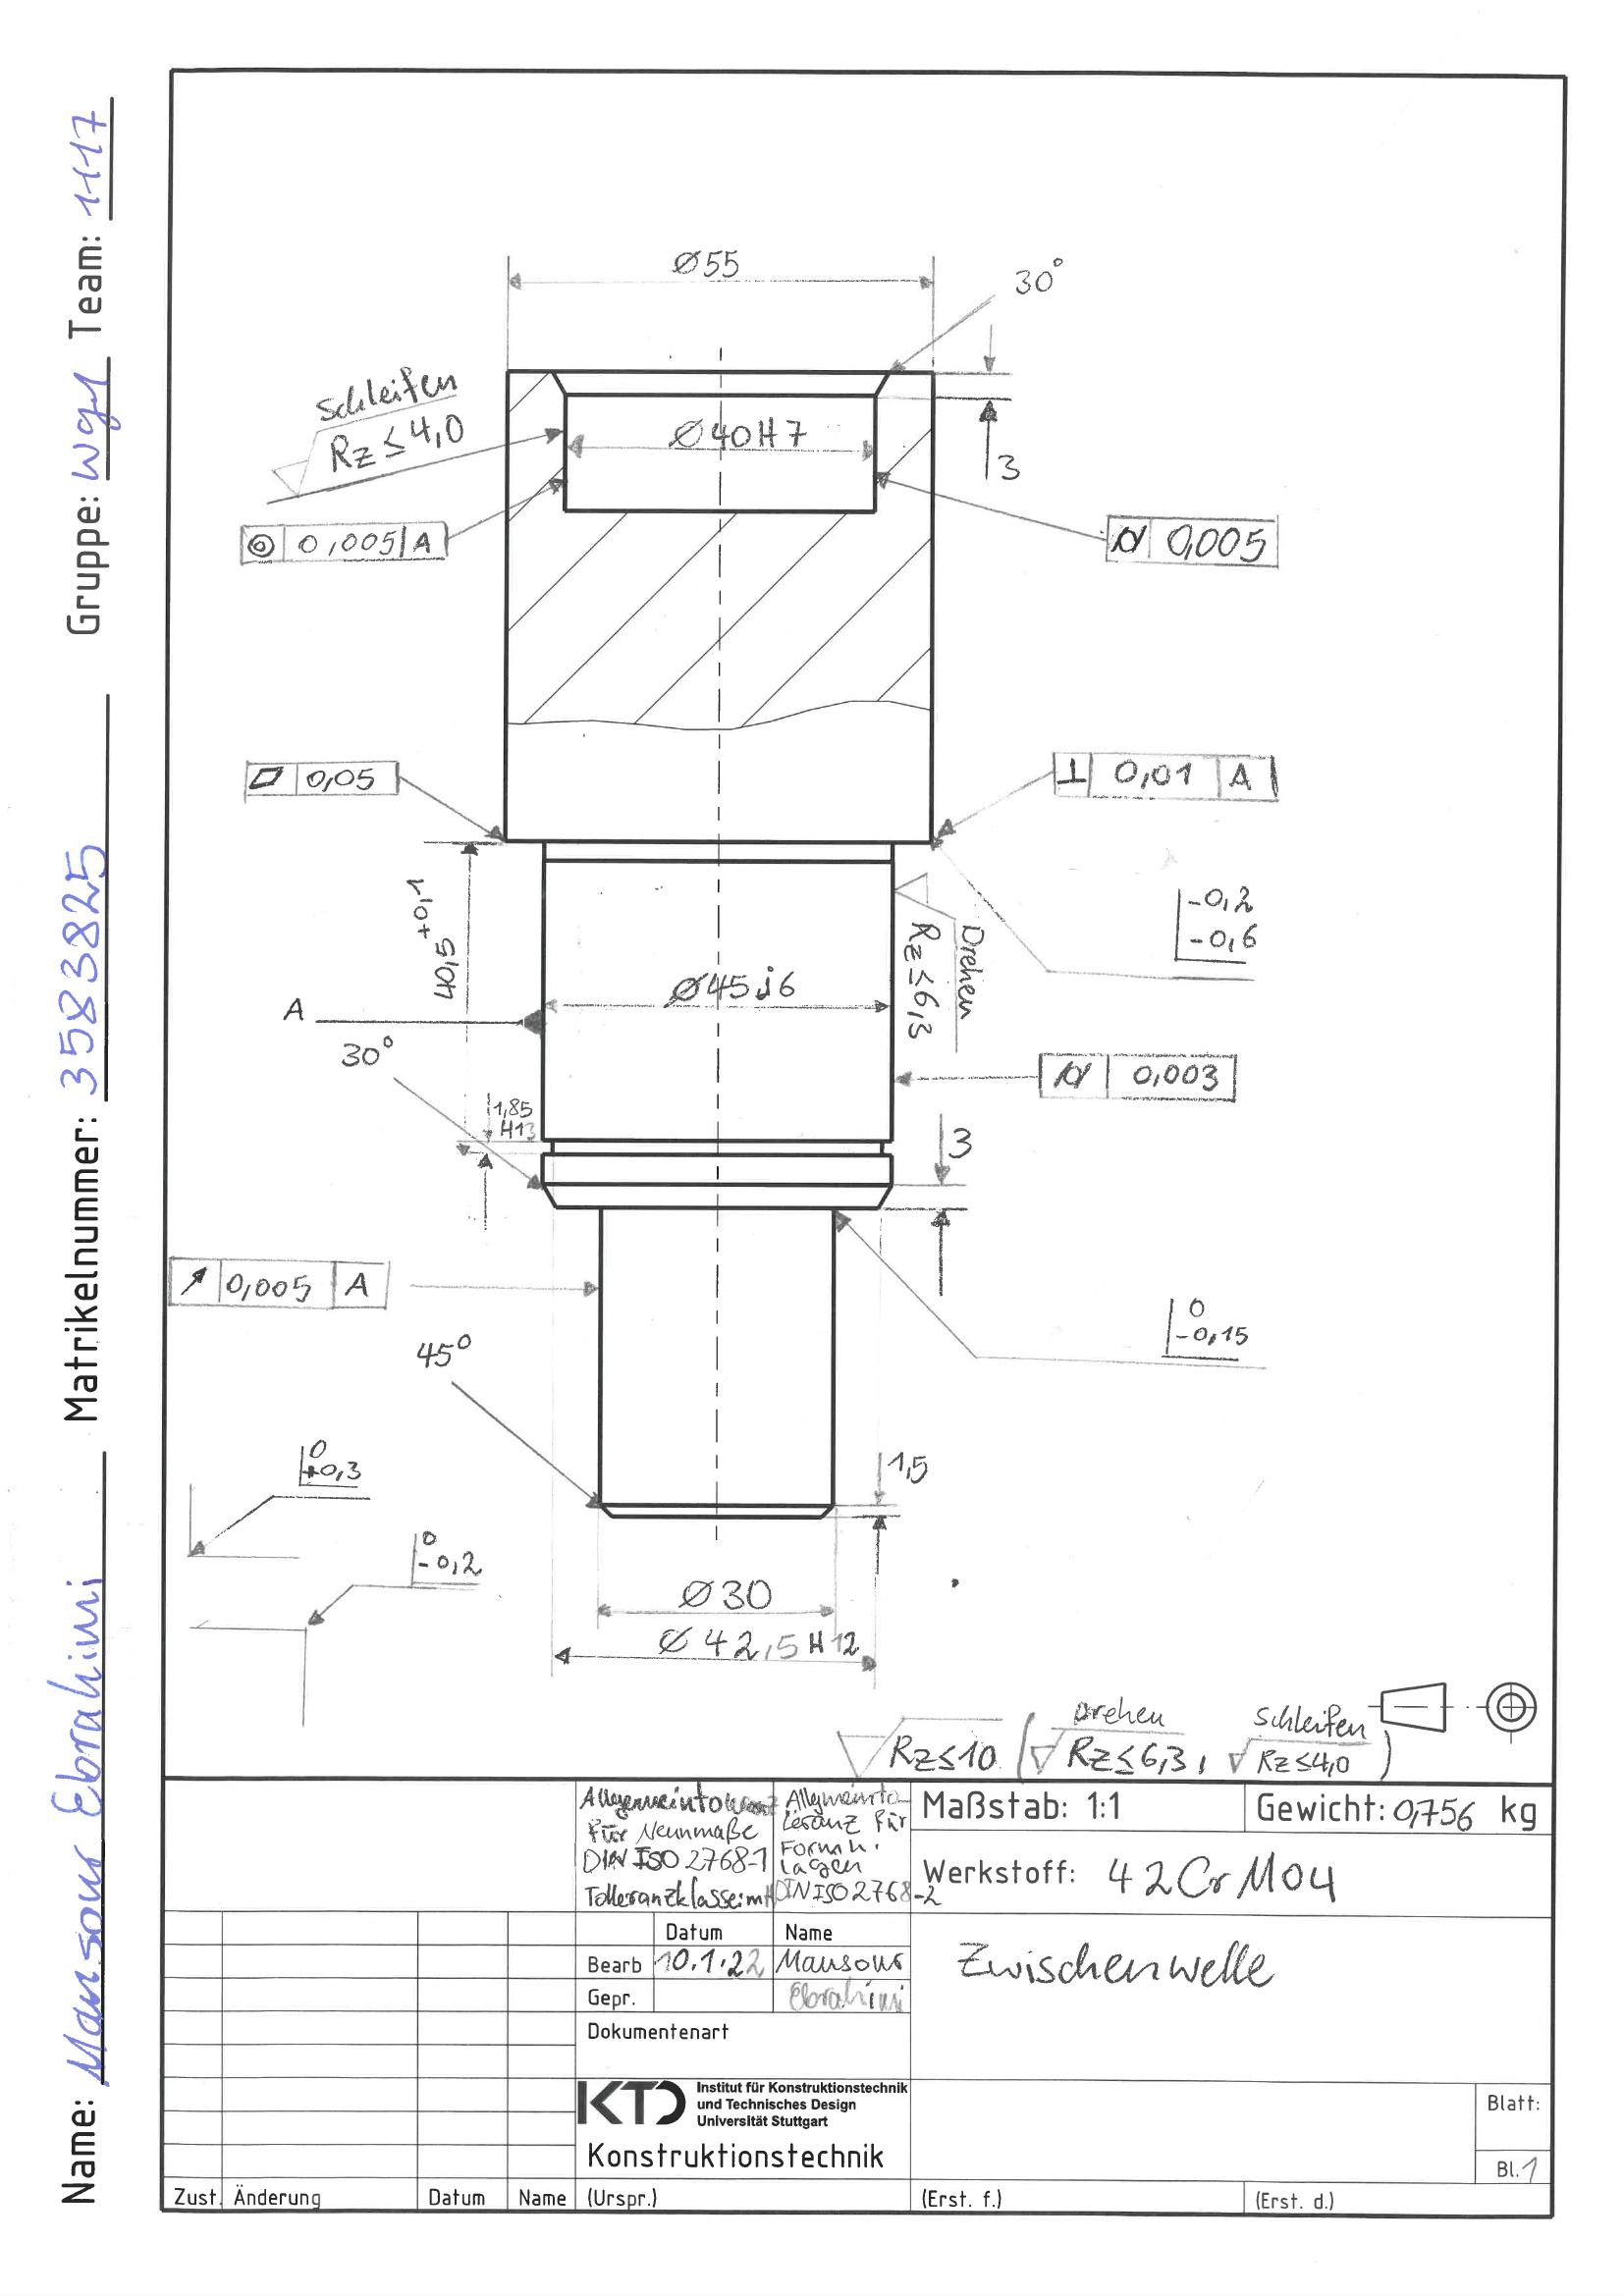 Name: Mansour Ebrahimi Matrikelnummer: 3583825 Gruppe: wg1 Team: 1117
Ø55
30°
Schleifen
Rz ≤ 4,0
Ø40H7
3
◎ 0,005 A
⌭ 0,005
⏥ 0,05
⟂ 0,01 A
40,5 +0,1
-0,2
-0,6
Drehen
Rz ≤ 6,3
Ø45j6
A
30°
⌭ 0,003
1,85
H13
3
↗ 0,005 A
0
-0,15
45°
0
+0,3
1,5
0
-0,2
Ø30
Ø42,5H12
Rz≤10 ( Drehen Rz≤6,3, Schleifen Rz≤4,0 )
Allgemeintoleranz
für Nennmaße
DIN ISO 2768-1
Tolleranzklasse: mH
Allgemeinto-
leranz für
Form u.
Lagen
DIN ISO 2768-2
Maßstab: 1:1
Gewicht: 0,756 kg
Werkstoff: 42CrMo4
Datum Name
Bearb 10.1.22 Mansour
Gepr. Ebrahimi
Zwischenwelle
Dokumentenart
KTD
Institut für Konstruktionstechnik
und Technisches Design
Universität Stuttgart
Konstruktionstechnik
Blatt:
Bl. 1
Zust. Änderung Datum Name (Urspr.) (Erst. f.) (Erst. d.)